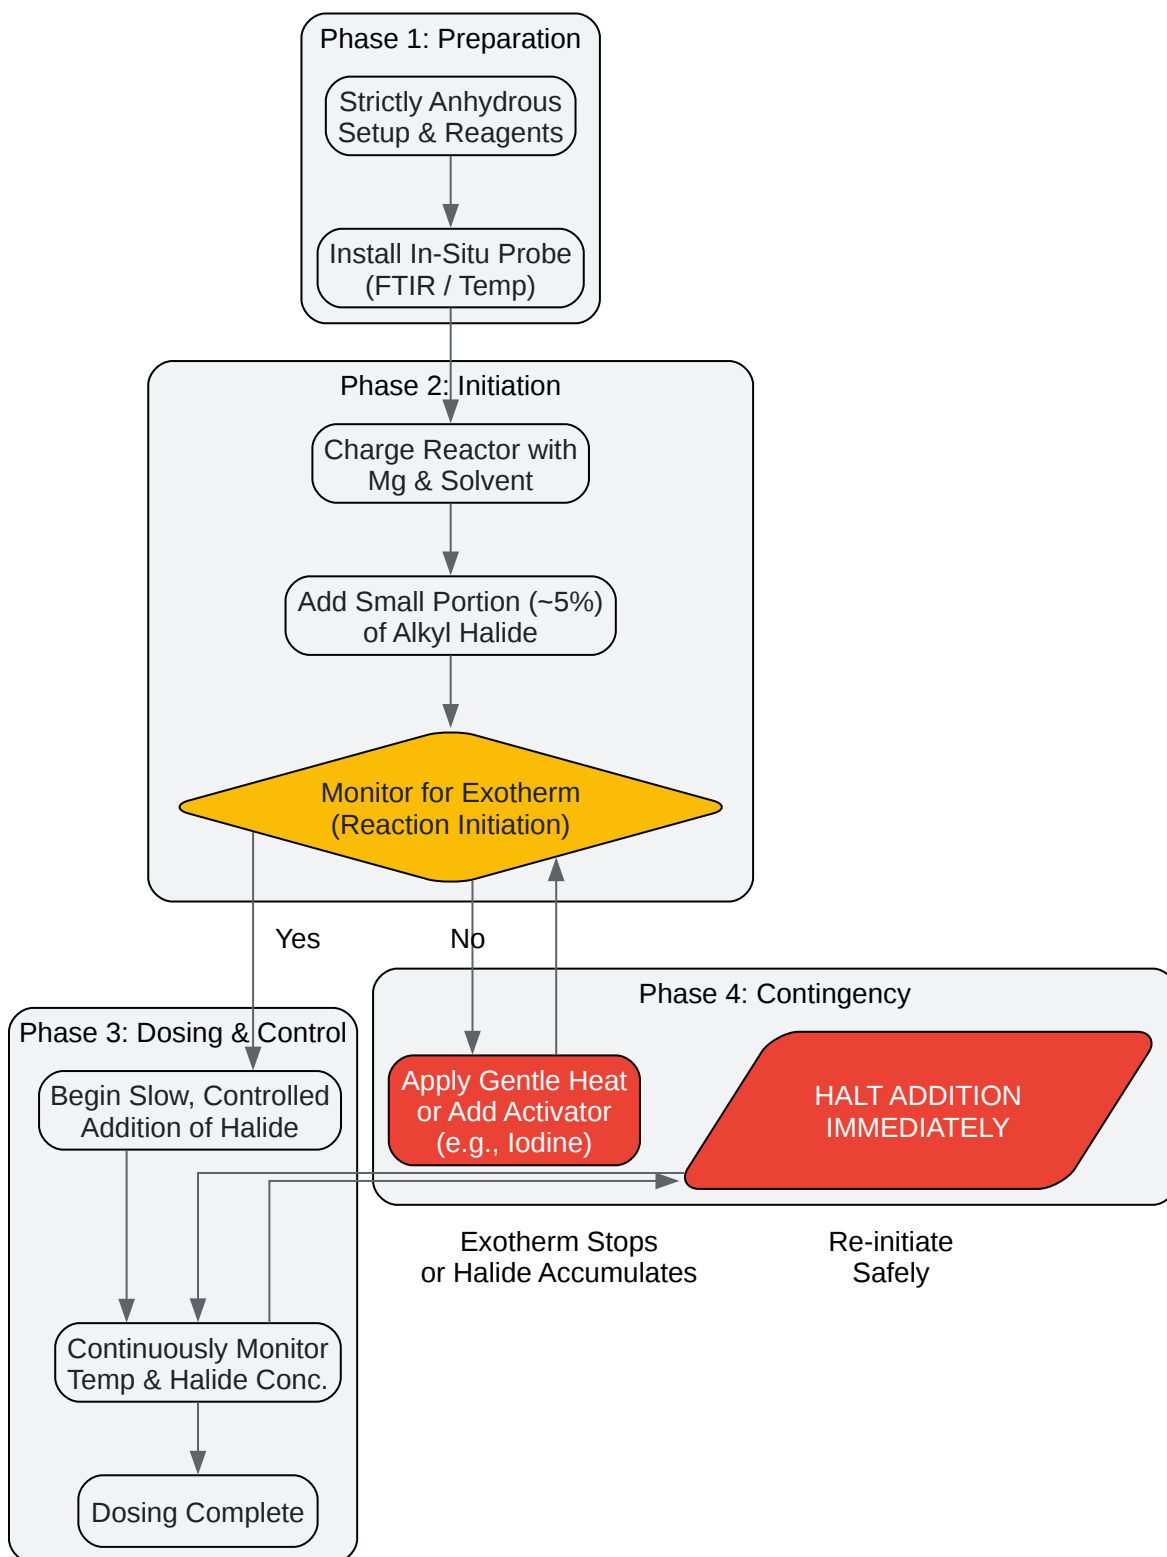 Phase 1: Preparation
Strictly Anhydrous
Setup & Reagents
Install In-Situ Probe
(FTIR / Temp)
Phase 2: Initiation
Charge Reactor with
Mg & Solvent
Add Small Portion (~5%)
of Alkyl Halide
Monitor for Exotherm
(Reaction Initiation)
Yes
No
Phase 4: Contingency
Phase 3: Dosing & Control
Apply Gentle Heat
or Add Activator
(e.g., Iodine)
HALT ADDITION
IMMEDIATELY
Begin Slow, Controlled
Addition of Halide
Exotherm Stops
or Halide Accumulates
Re-initiate
Safely
Continuously Monitor
Temp & Halide Conc.
Dosing Complete